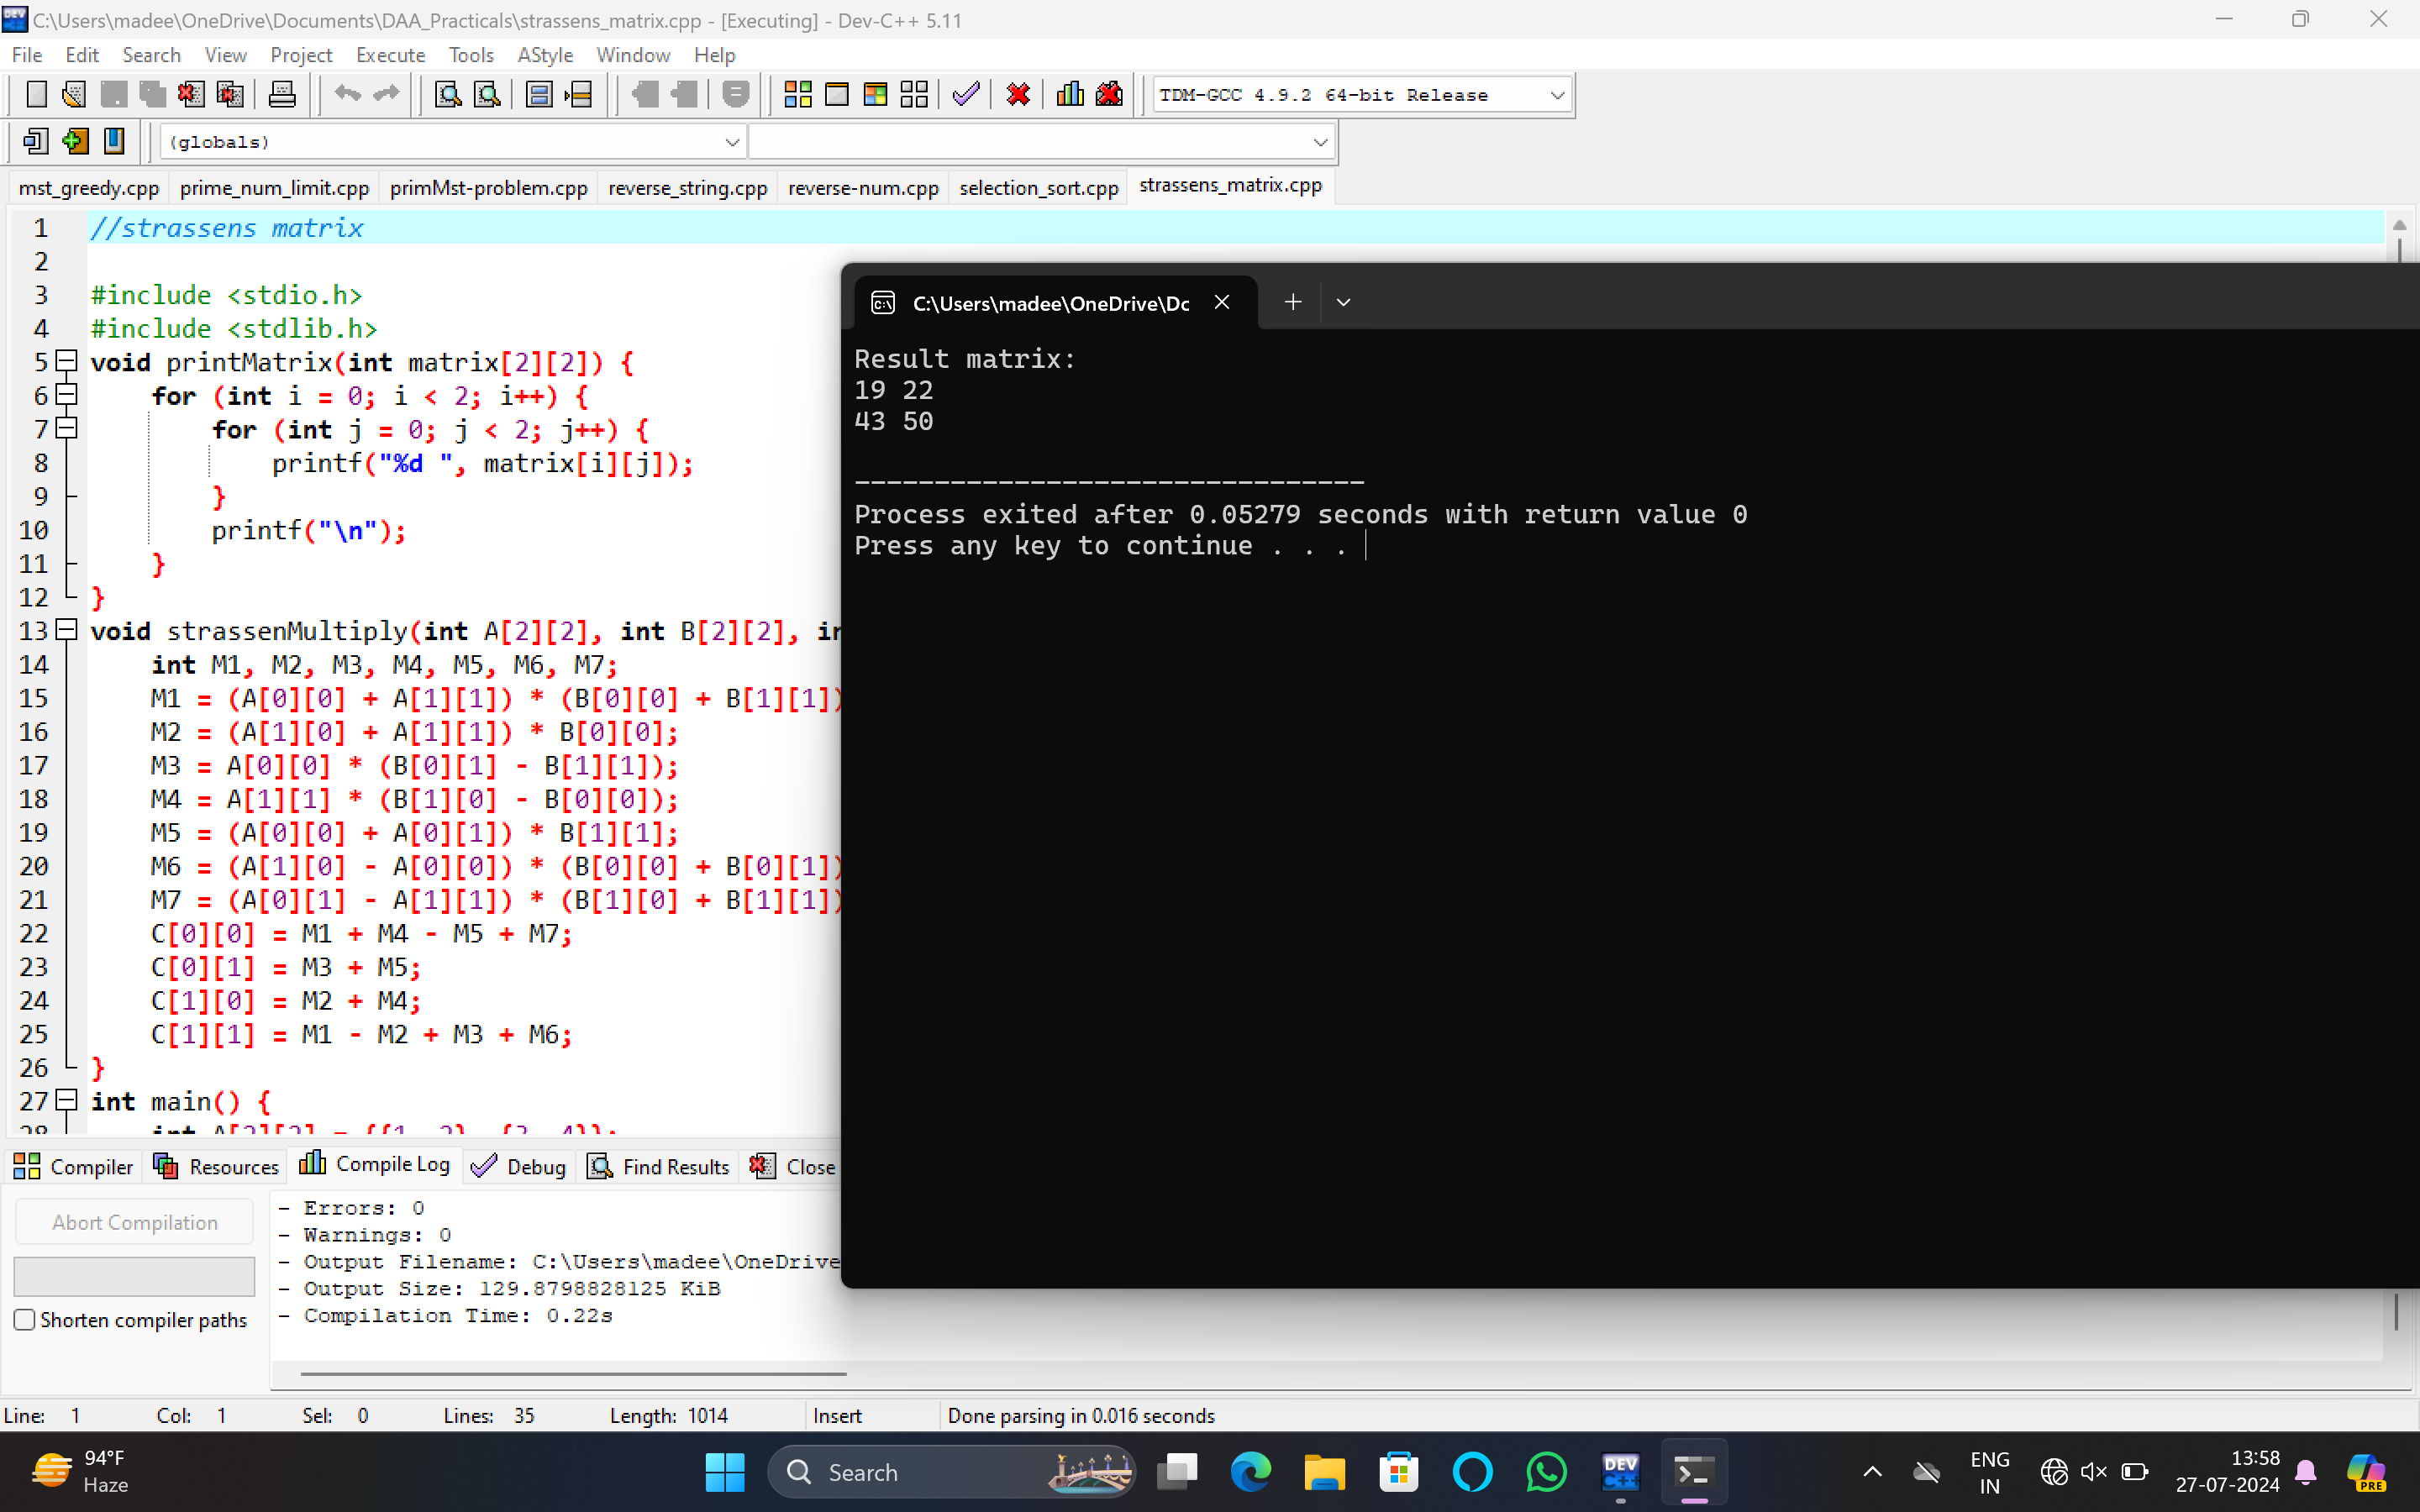 C:\Users\madee\OneDrive\Documents\DAA_Practicals\strassens_matrix.cpp - [Executing] - Dev-C++ 5.11
File Edit Search View Project Execute Tools AStyle Window Help
TDM-GCC 4.9.2 64-bit Release
(globals)
mst_greedy.cpp prime_num_limit.cpp primMst-problem.cpp reverse_string.cpp reverse-num.cpp selection_sort.cpp strassens_matrix.cpp
1 //strassens matrix
2
3 #include <stdio.h>
4 #include <stdlib.h>
5 void printMatrix(int matrix[2][2]) {
6 for (int i = 0; i < 2; i++) {
7 for (int j = 0; j < 2; j++) {
8 printf("%d ", matrix[i][j]);
9 }
10 printf("\n");
11 }
12 }
13 void strassenMultiply(int A[2][2], int B[2][2], in
14 int M1, M2, M3, M4, M5, M6, M7;
15 M1 = (A[0][0] + A[1][1]) * (B[0][0] + B[1][1])
16 M2 = (A[1][0] + A[1][1]) * B[0][0];
17 M3 = A[0][0] * (B[0][1] - B[1][1]);
18 M4 = A[1][1] * (B[1][0] - B[0][0]);
19 M5 = (A[0][0] + A[0][1]) * B[1][1];
20 M6 = (A[1][0] - A[0][0]) * (B[0][0] + B[0][1])
21 M7 = (A[0][1] - A[1][1]) * (B[1][0] + B[1][1])
22 C[0][0] = M1 + M4 - M5 + M7;
23 C[0][1] = M3 + M5;
24 C[1][0] = M2 + M4;
25 C[1][1] = M1 - M2 + M3 + M6;
26 }
27 int main() {
28 int A[2][2] = {{1, 2}, {3, 4}};
C:\Users\madee\OneDrive\Dc
Result matrix:
19 22
43 50
--------------------------------
Process exited after 0.05279 seconds with return value 0
Press any key to continue . . .
Compiler Resources Compile Log Debug Find Results Close
Abort Compilation
Shorten compiler paths
- Errors: 0
- Warnings: 0
- Output Filename: C:\Users\madee\OneDrive
- Output Size: 129.8798828125 KiB
- Compilation Time: 0.22s
Line: 1 Col: 1 Sel: 0 Lines: 35 Length: 1014 Insert Done parsing in 0.016 seconds
94°F
Haze
Search
DEV
ENG
IN
13:58
27-07-2024
PRE